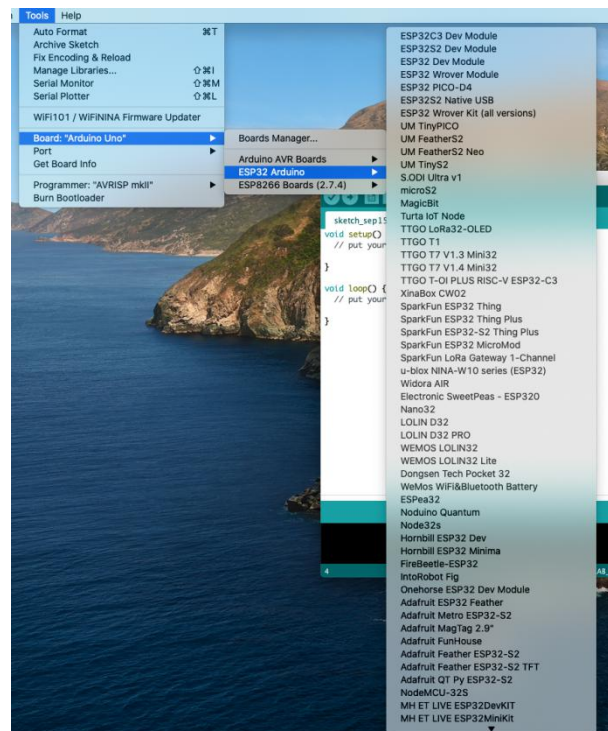 Tools Help
Auto Format ⌘T
Archive Sketch
Fix Encoding & Reload
Manage Libraries... ⇧⌘I
Serial Monitor ⇧⌘M
Serial Plotter ⇧⌘L
WiFi101 / WiFiNINA Firmware Updater
Board: "Arduino Uno"
Port
Get Board Info
Programmer: "AVRISP mkII"
Burn Bootloader
Boards Manager...
Arduino AVR Boards
ESP32 Arduino
ESP8266 Boards (2.7.4)
sketch_sep15
void setup()
// put your
}
void loop() {
// put your
}
4
ESP32C3 Dev Module
ESP32S2 Dev Module
ESP32 Dev Module
ESP32 Wrover Module
ESP32 PICO-D4
ESP32S2 Native USB
ESP32 Wrover Kit (all versions)
UM TinyPICO
UM FeatherS2
UM FeatherS2 Neo
UM TinyS2
S.ODI Ultra v1
microS2
MagicBit
Turta IoT Node
TTGO LoRa32-OLED
TTGO T1
TTGO T7 V1.3 Mini32
TTGO T7 V1.4 Mini32
TTGO T-OI PLUS RISC-V ESP32-C3
XinaBox CW02
SparkFun ESP32 Thing
SparkFun ESP32 Thing Plus
SparkFun ESP32-S2 Thing Plus
SparkFun ESP32 MicroMod
SparkFun LoRa Gateway 1-Channel
u-blox NINA-W10 series (ESP32)
Widora AIR
Electronic SweetPeas - ESP320
Nano32
LOLIN D32
LOLIN D32 PRO
WEMOS LOLIN32
WEMOS LOLIN32 Lite
Dongsen Tech Pocket 32
WeMos WiFi&Bluetooth Battery
ESPea32
Noduino Quantum
Node32s
Hornbill ESP32 Dev
Hornbill ESP32 Minima
FireBeetle-ESP32
IntoRobot Fig
Onehorse ESP32 Dev Module
Adafruit ESP32 Feather
Adafruit Metro ESP32-S2
Adafruit MagTag 2.9"
Adafruit FunHouse
Adafruit Feather ESP32-S2
Adafruit Feather ESP32-S2 TFT
Adafruit QT Py ESP32-S2
NodeMCU-32S
MH ET LIVE ESP32DevKIT
MH ET LIVE ESP32MiniKit